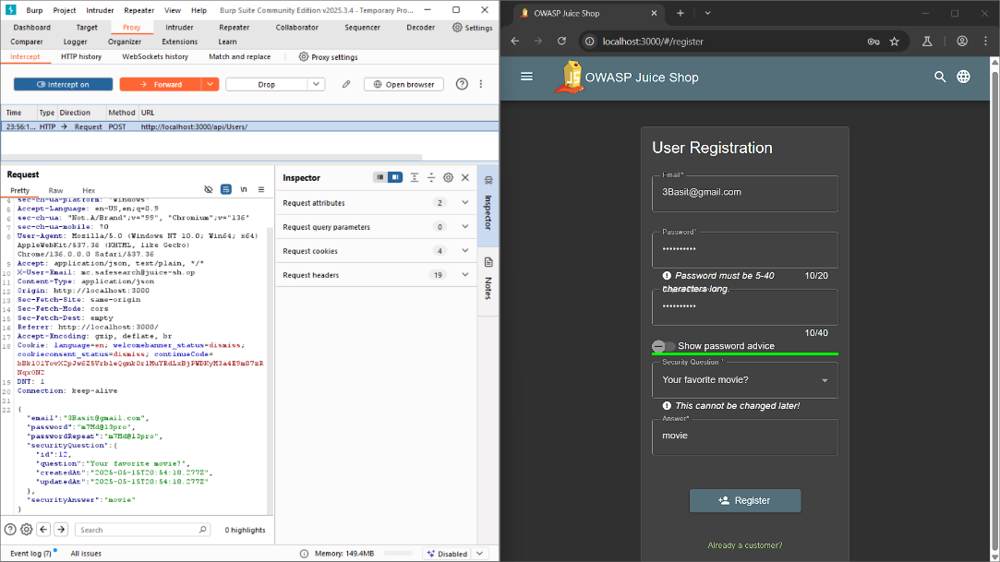 Burp Project Intruder Repeater View Help Burp Suite Community Edition v2025.3.4 - Temporary Pro...
Dashboard Target Proxy Intruder Repeater Collaborator Sequencer Decoder Settings
Comparer Logger Organizer Extensions Learn
Intercept HTTP history WebSockets history Match and replace Proxy settings
Intercept on Forward Drop Open browser
Time Type Direction Method URL
23:56:1... HTTP → Request POST http://localhost:3000/api/Users/
Request
Pretty Raw Hex
4 sec-ch-ua-platform: "Windows"
5 Accept-Language: en-US,en;q=0.9
6 sec-ch-ua: "Not.A/Brand";v="99", "Chromium";v="136"
7 sec-ch-ua-mobile: ?0
8 User-Agent: Mozilla/5.0 (Windows NT 10.0; Win64; x64)
AppleWebKit/537.36 (KHTML, like Gecko)
Chrome/136.0.0.0 Safari/537.36
9 Accept: application/json, text/plain, */*
10 X-User-Email: mc.safesearch@juice-sh.op
11 Content-Type: application/json
12 Origin: http://localhost:3000
13 Sec-Fetch-Site: same-origin
14 Sec-Fetch-Mode: cors
15 Sec-Fetch-Dest: empty
16 Referer: http://localhost:3000/
17 Accept-Encoding: gzip, deflate, br
18 Cookie: language=en; welcomebanner_status=dismiss;
cookieconsent_status=dismiss; continueCode=
19 DNT: 1
20 Connection: keep-alive
21
22 {
"email":"3Basit@gmail.com",
"password":"m7Md@13pro",
"passwordRepeat":"m7Md@13pro",
"securityQuestion":{
"id":12,
"question":"Your favorite movie?",
"createdAt":"2025-05-15T20:54:18.277Z",
"updatedAt":"2025-05-15T20:54:18.277Z"
},
"securityAnswer":"movie"
}
Search 0 highlights
Inspector
Request attributes 2
Request query parameters 0
Request cookies 4
Request headers 19
Inspector
Notes
Event log (7) All issues Memory: 149.4MB Disabled
OWASP Juice Shop
localhost:3000/#/register
OWASP Juice Shop
User Registration
E-mail*
3Basit@gmail.com
Password*
••••••••••
Password must be 5-40 characters long. 10/20
••••••••••
10/40
Show password advice
Security Question *
Your favorite movie?
This cannot be changed later!
Answer*
movie
Register
Already a customer?